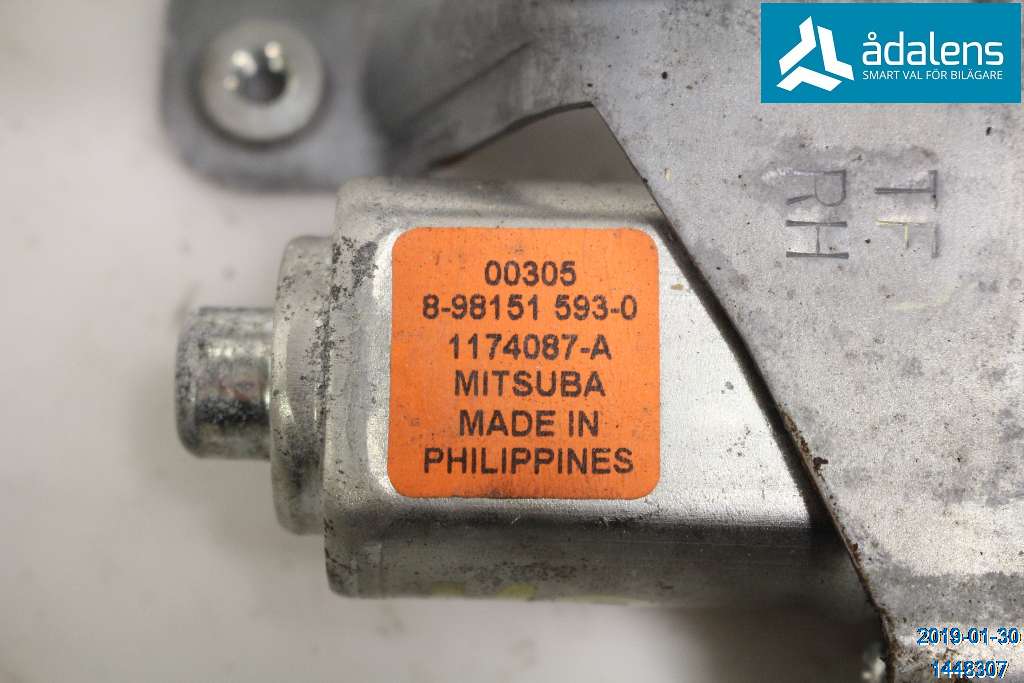 ådalens
SMART VAL FÖR BILÄGARE
TF
RH
00305
8-98151 593-0
1174087-A
MITSUBA
MADE IN
PHILIPPINES
2019-01-30
1448307